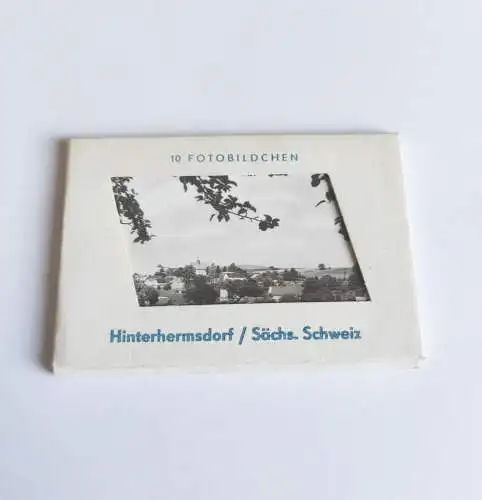 10 FOTOBILDCHEN
Hinterhermsdorf / Sächs. Schweiz